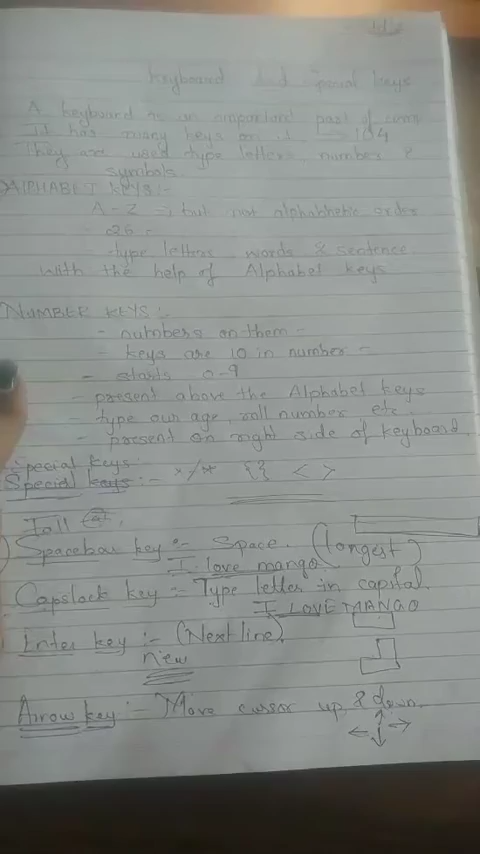 Keyboard and special keys
A keyboard is an important part of com
It has many keys on it → 104
They are used type letters, number &
symbols.
ALPHABET KEYS:-
A-Z → but not alphabhetic order
- 26 -
- type letters words & sentence
with the help of Alphabet keys
NUMBER KEYS:-
- numbers on them -
- keys are 10 in number -
- starts 0-9
- present above the Alphabet keys
- type our age, roll number, etc.
- present on right side of keyboard.
Special keys:
Special keys:- {} < >
Spacebar key:- Space. (longest)
I love mango
Capslock key:- Type letter in capital.
I LOVE MANGO
Enter key:- (Next line)
new
Arrow key:- Move cursor up & down.